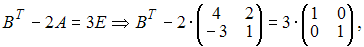 B^T − 2A = 3E ⟹ B^T − 2 · ( 4 2 ; −3 1 ) = 3 · ( 1 0 ; 0 1 ),